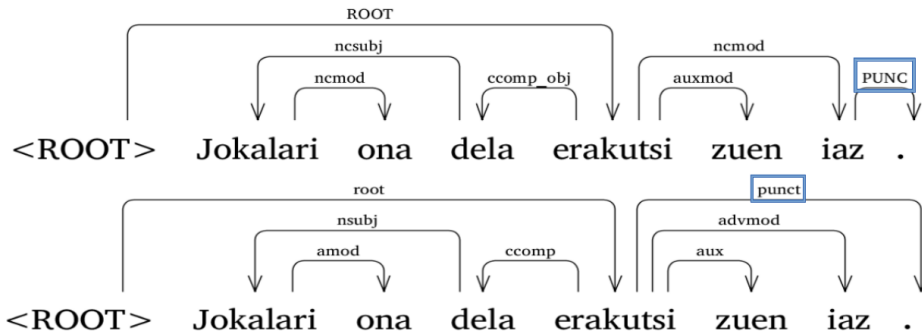 ROOT
ncsubj ncmod
ncmod ccomp_obj auxmod PUNC
<ROOT> Jokalari ona dela erakutsi zuen iaz .
root punct
nsubj advmod
amod ccomp aux
<ROOT> Jokalari ona dela erakutsi zuen iaz .